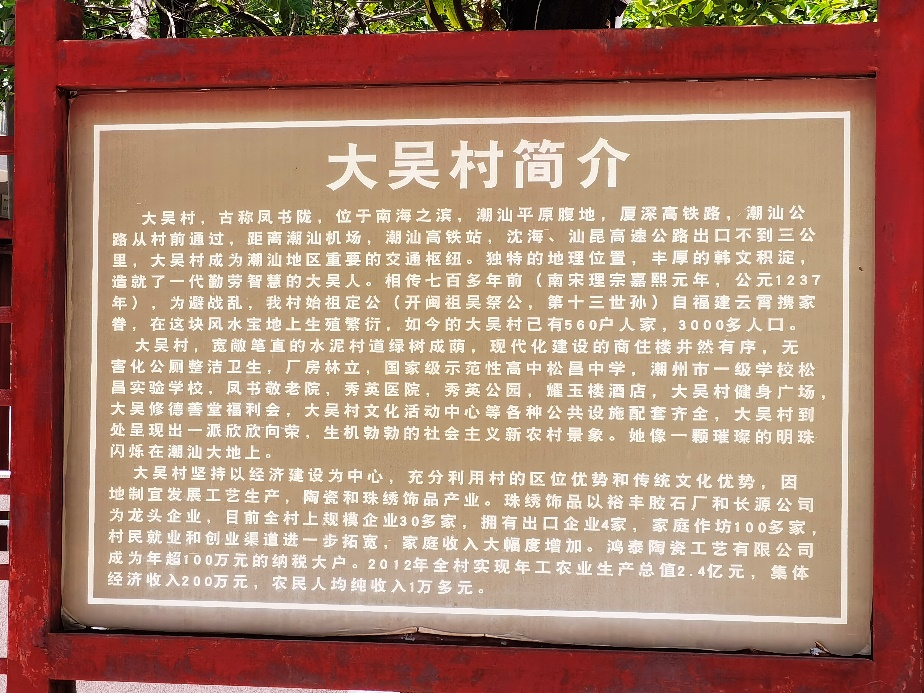 大吴村简介
大吴村，古称凤书陇，位于南海之滨，潮汕平原腹地，厦深高铁路，潮汕公
路从村前通过，距离潮汕机场，潮汕高铁站，沈海、汕昆高速公路出口不到三公
里，大吴村成为潮汕地区重要的交通枢纽。独特的地理位置，丰厚的韩文积淀，
造就了一代勤劳智慧的大吴人。相传七百多年前（南宋理宗嘉熙元年，公元1237
年），为避战乱，我村始祖定公（开闽祖吴祭公，第十三世孙）自福建云霄携家
眷，在这块风水宝地上生殖繁衍，如今的大吴村已有560户人家，3000多人口。
大吴村，宽敞笔直的水泥村道绿树成荫，现代化建设的商住楼井然有序，无
害化公厕整洁卫生，厂房林立，国家级示范性高中松昌中学，潮州市一级学校松
昌实验学校，凤书敬老院，秀英医院，秀英公园，耀玉楼酒店，大吴村健身广场，
大吴修德善堂福利会，大吴村文化活动中心等各种公共设施配套齐全，大吴村到
处呈现出一派欣欣向荣，生机勃勃的社会主义新农村景象。她像一颗璀璨的明珠
闪烁在潮汕大地上。
大吴村坚持以经济建设为中心，充分利用村的区位优势和传统文化优势，因
地制宜发展工艺生产，陶瓷和珠绣饰品产业。珠绣饰品以裕丰胶石厂和长源公司
为龙头企业，目前全村上规模企业30多家，拥有出口企业4家，家庭作坊100多家，
村民就业和创业渠道进一步拓宽，家庭收入大幅度增加。鸿泰陶瓷工艺有限公司
成为年超100万元的纳税大户。2012年全村实现年工农业生产总值2.4亿元，集体
经济收入200万元，农民人均纯收入1万多元。